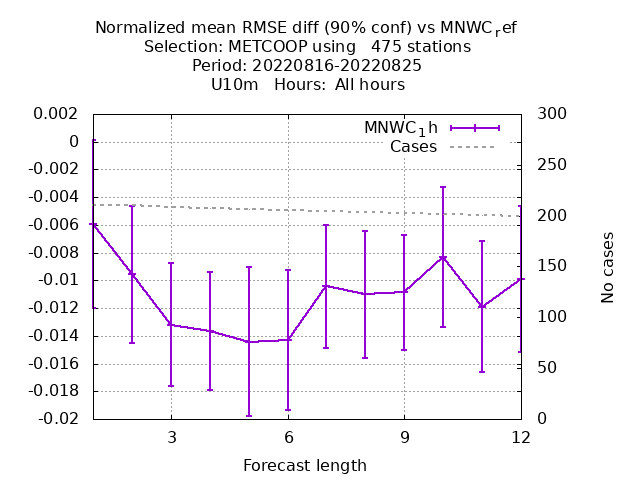 Normalized mean RMSE diff (90% conf) vs MNWC_ref
Selection: METCOOP using   475 stations
Period: 20220816-20220825
U10m   Hours:  All hours
0.002
0
-0.002
-0.004
-0.006
-0.008
-0.01
-0.012
-0.014
-0.016
-0.018
-0.02
MNWC_1h
Cases
300
250
200
150
100
50
0
No cases
3 6 9 12
Forecast length